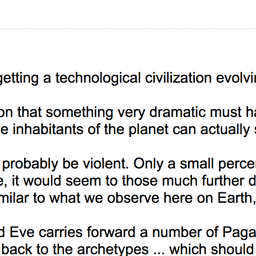 getting a technological civilization evolvi
on that something very dramatic must ha
e inhabitants of the planet can actually s
probably be violent. Only a small perce
e, it would seem to those much further d
milar to what we observe here on Earth,
d Eve carries forward a number of Paga
back to the archetypes ... which should